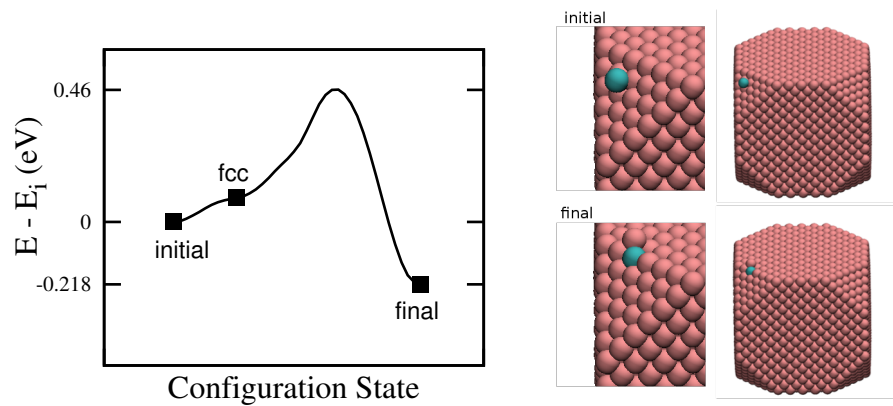 E - E_i (eV)
0.46
0
-0.218
fcc
initial
final
Configuration State
initial
final